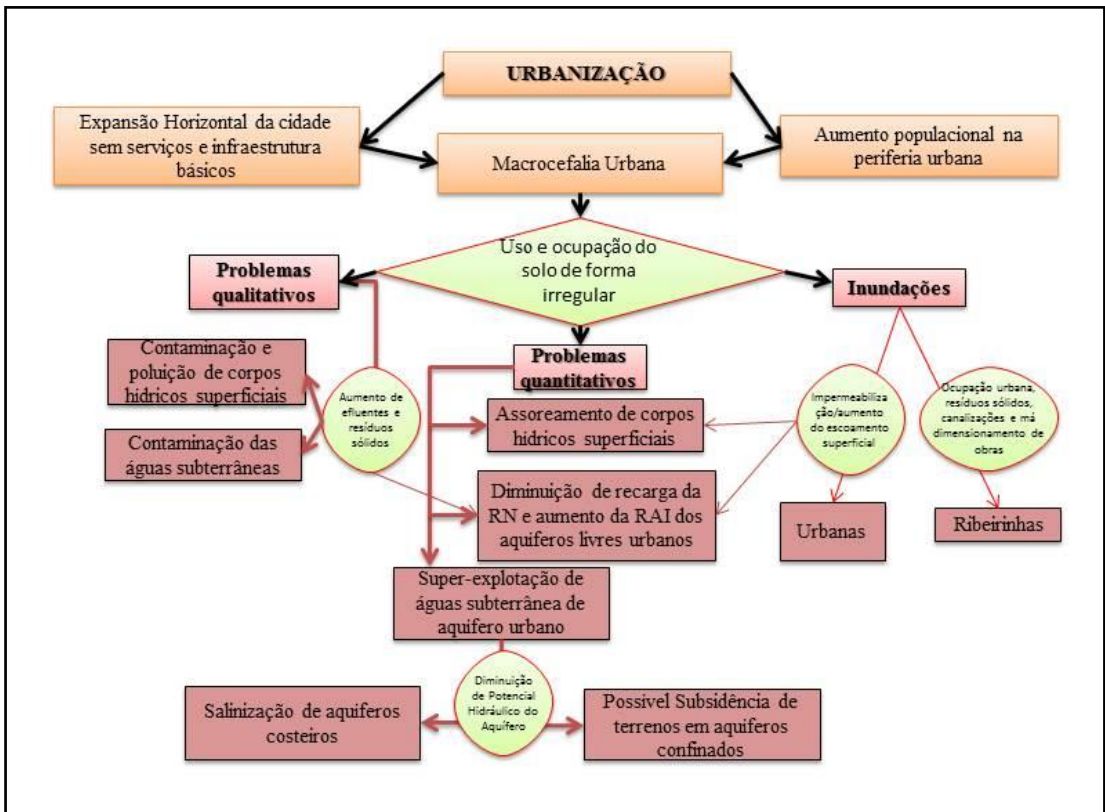 URBANIZAÇÃO
Expansão Horizontal da cidade
sem serviços e infraestrutura
básicos
Macrocefalia Urbana
Aumento populacional na
periferia urbana
Uso e ocupação do
solo de forma
irregular
Problemas
qualitativos
Inundações
Problemas
quantitativos
Contaminação e
poluição de corpos
hídricos superficiais
Contaminação das
águas subterrâneas
Aumento de
efluentes e
resíduos
sólidos
Assoreamento de corpos
hídricos superficiais
Diminuição de recarga da
RN e aumento da RAI dos
aquiferos livres urbanos
Impermeabiliza
ção/aumento
do escoamento
superficial
Ocupação urbana,
resíduos sólidos,
canalizações e má
dimensionamento de
obras
Urbanas
Ribeirinhas
Super-explotação de
águas subterrânea de
aquifero urbano
Diminuição
de Potencial
Hidráulico do
Aquífero
Salinização de aquiferos
costeiros
Possivel Subsidência de
terrenos em aquiferos
confinados